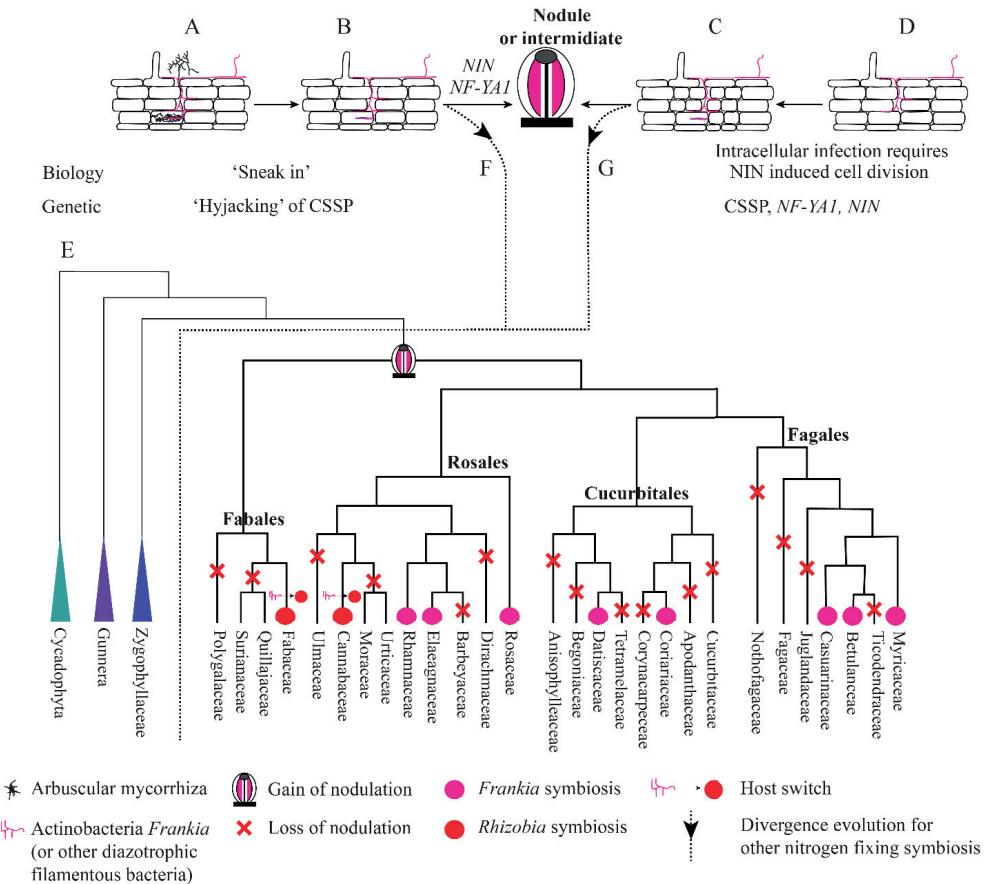 A
B
Nodule
or intermidiate
C
D
NIN
NF-YA1
F
G
Biology
'Sneak in'
Intracellular infection requires
NIN induced cell division
Genetic
'Hyjacking' of CSSP
CSSP, NF-YA1, NIN
E
Fagales
Rosales
Cucurbitales
Fabales
Cycadophyta
Gunnera
Zygophyllaceae
Polygalaceae
Surianaceae
Quillajaceae
Fabaceae
Ulmaceae
Cannabaceae
Moraceae
Urticaceae
Rhamnaceae
Elaeagnaceae
Barbeyaceae
Dirachmaceae
Rosaceae
Anisophylleaceae
Begoniaceae
Datiscaceae
Tetramelaceae
Corynacarpeceae
Coriariaceae
Apodanthaceae
Cucurbitaceae
Nothofagaceae
Fagaceae
Juglandaceae
Casuarinaceae
Betulanceae
Ticodendraceae
Myricaceae
Arbuscular mycorrhiza
Gain of nodulation
Frankia symbiosis
Host switch
Actinobacteria Frankia
(or other diazotrophic
filamentous bacteria)
Loss of nodulation
Rhizobia symbiosis
Divergence evolution for
other nitrogen fixing symbiosis